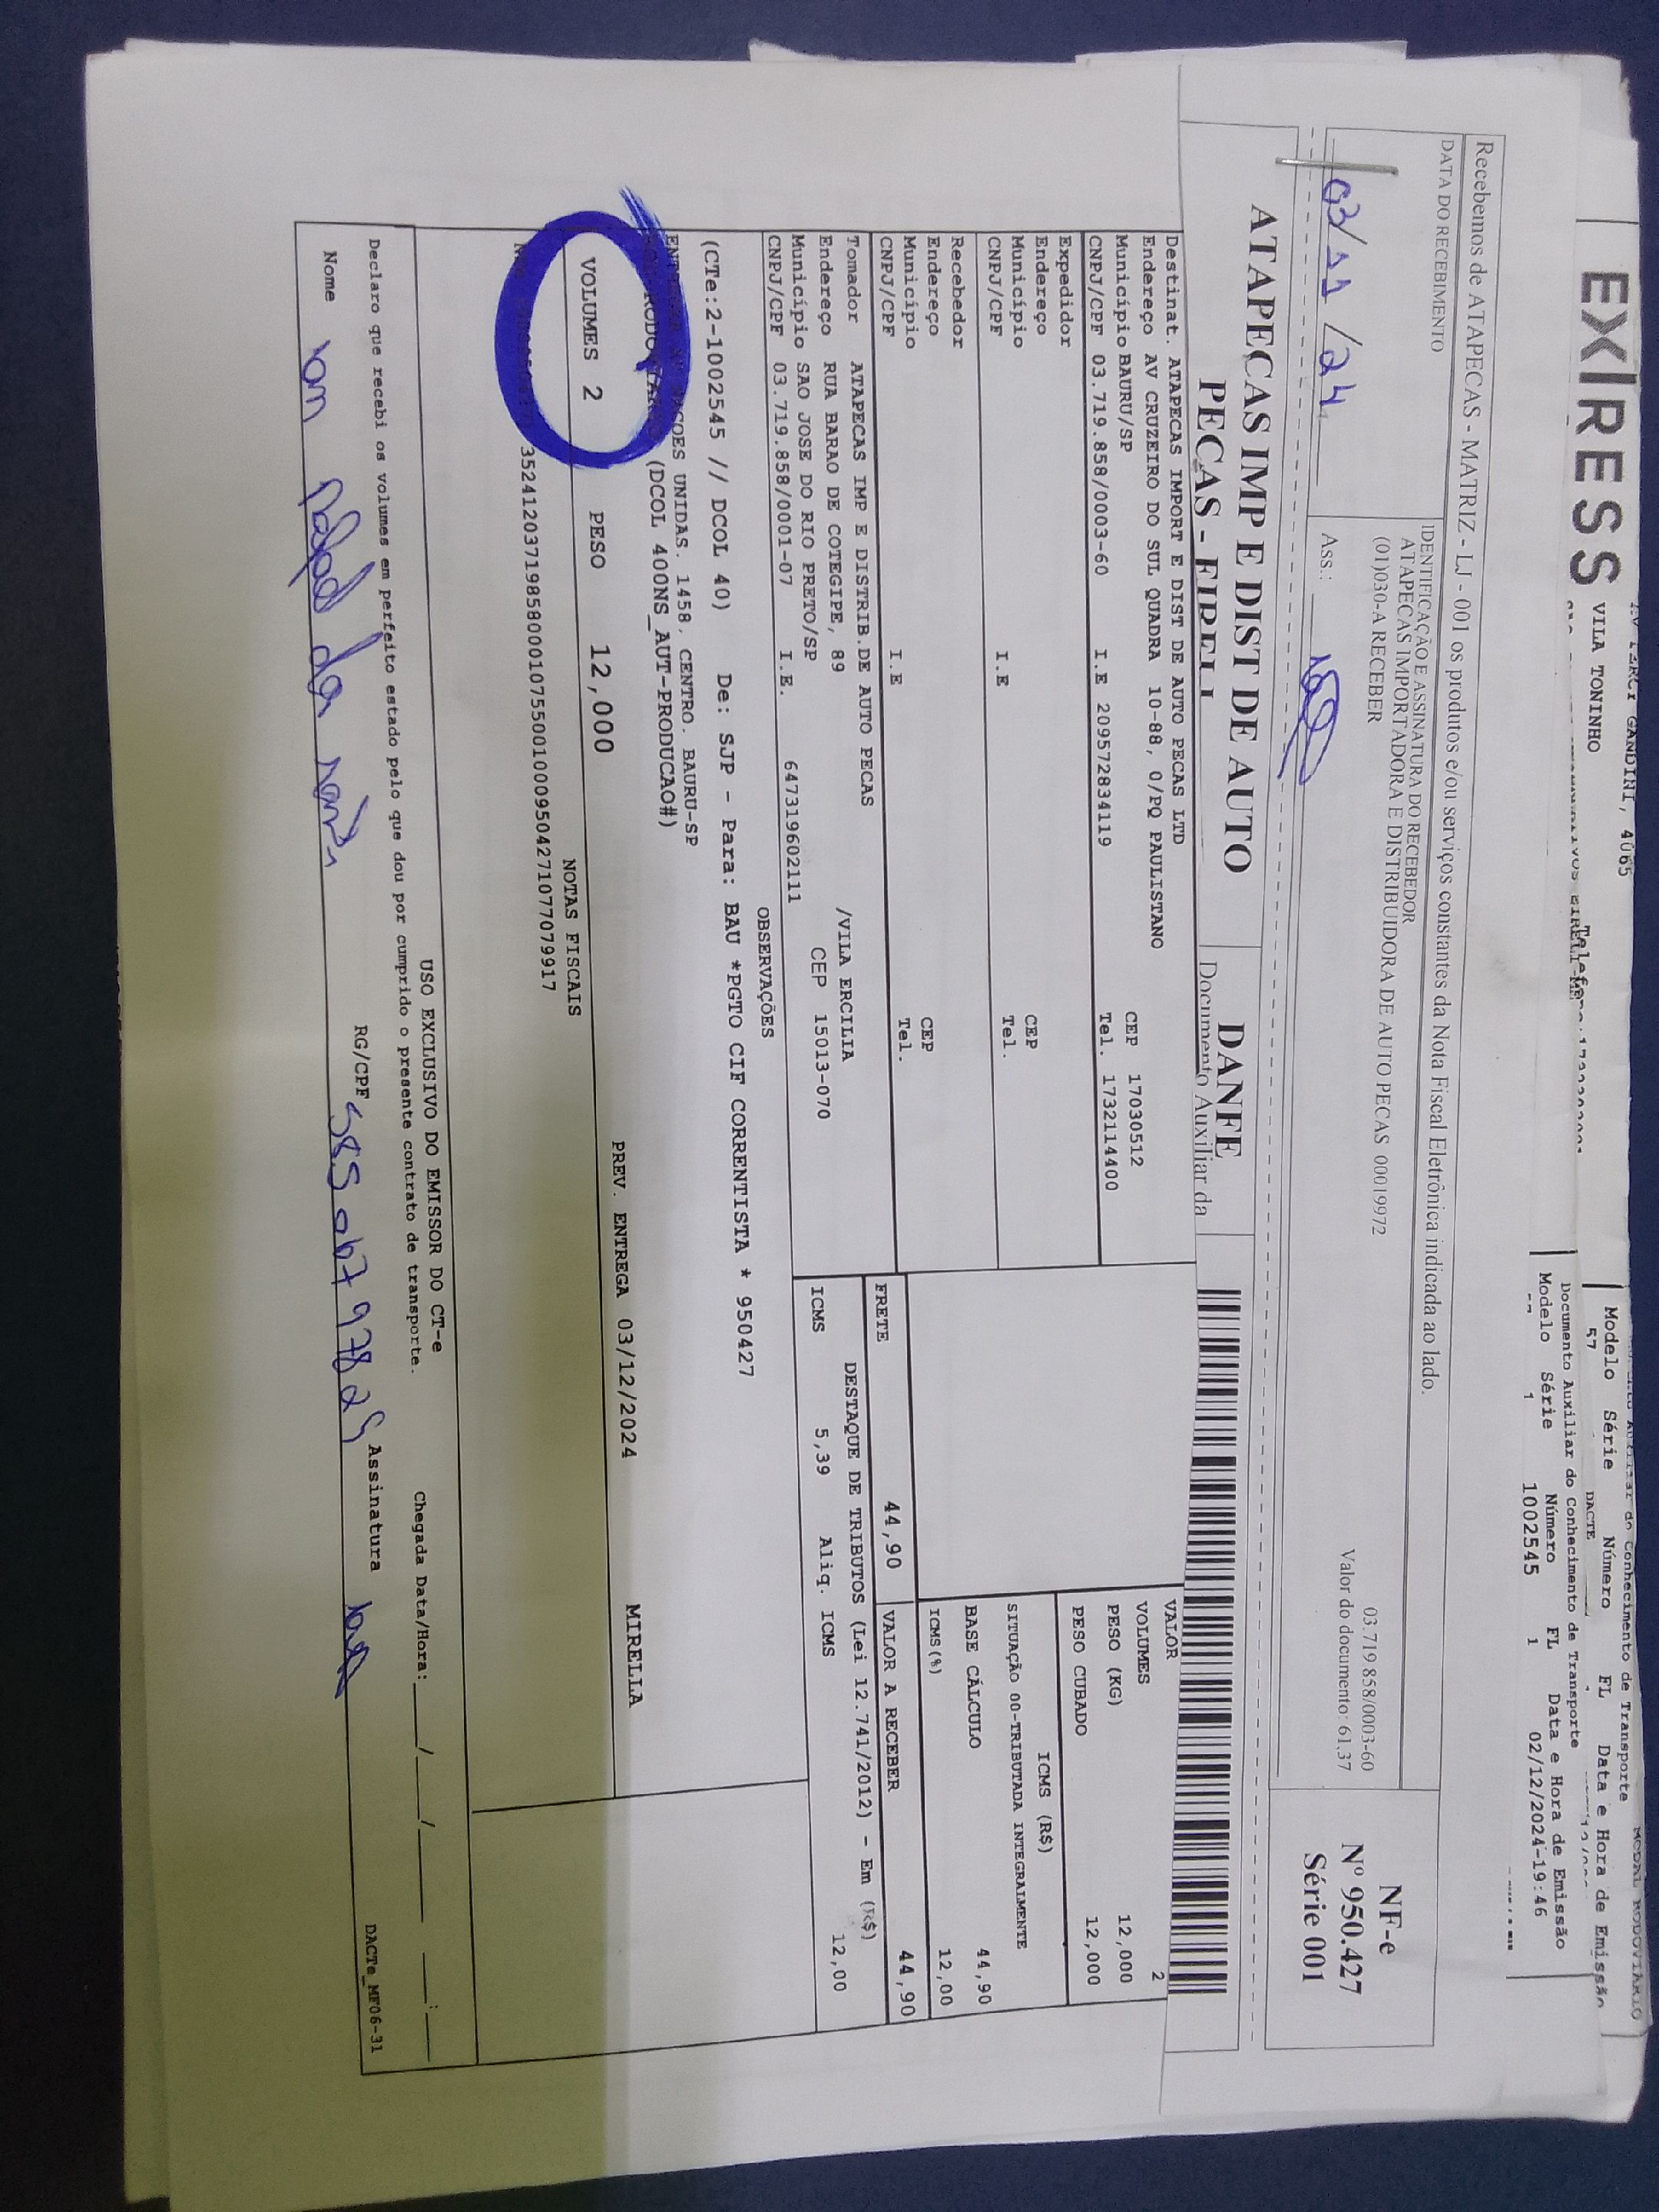 EXIRESS
VILA TONINHO
GANDINI, 4065
Modelo Série Número FL Data e Hora de Emissão
57
DACTE
Documento Auxiliar do Conhecimento de Transporte
Modelo Série Número FL Data e Hora de Emissão
1 1002545 1 02/12/2024-19:46
Recebemos de ATAPECAS - MATRIZ - LJ - 001 os produtos e/ou serviços constantes da Nota Fiscal Eletrônica indicada ao lado.
DATA DO RECEBIMENTO
IDENTIFICAÇÃO E ASSINATURA DO RECEBEDOR
ATAPECAS IMPORTADORA E DISTRIBUIDORA DE AUTO PECAS 00019972
(01)030-A RECEBER
03.719.858/0003-60
Valor do documento: 61,37
03/11/24
Ass.:
NF-e
Nº 950.427
Série 001
ATAPECAS IMP E DIST DE AUTO
PECAS - EIRELI
DANFE
Documento Auxiliar da
Destinat. ATAPECAS IMPORT E DIST DE AUTO PECAS LTD
Endereço AV CRUZEIRO DO SUL QUADRA 10-88, 0/PQ PAULISTANO
Município BAURU/SP CEP 17030512
CNPJ/CPF 03.719.858/0003-60 I.E 209572834119 Tel. 1732114400
Expedidor
Endereço
Município CEP
CNPJ/CPF I.E Tel.
Recebedor
Endereço
Município CEP
CNPJ/CPF I.E Tel.
Tomador ATAPECAS IMP E DISTRIB.DE AUTO PECAS
Endereço RUA BARAO DE COTEGIPE, 89 /VILA ERCILIA
Município SAO JOSE DO RIO PRETO/SP CEP 15013-070
CNPJ/CPF 03.719.858/0001-07 I.E. 647319602111
VALOR
VOLUMES 2
PESO (KG) 12,000
PESO CUBADO 12,000
ICMS (R$)
SITUAÇÃO 00-TRIBUTADA INTEGRALMENTE
BASE CÁLCULO 44,90
ICMS(%) 12,00
FRETE 44,90 VALOR A RECEBER 44,90
DESTAQUE DE TRIBUTOS (Lei 12.741/2012) - Em (R$)
ICMS 5,39 Aliq. ICMS 12,00
OBSERVAÇÕES
(CTe:2-1002545 // DCOL 40) De: SJP - Para: BAU *PGTO CIF CORRENTISTA * 950427
UNIDAS. 1458, CENTRO. BAURU-SP
(DCOL 400NS_AUT-PRODUCAO#)
VOLUMES 2 PESO 12,000 PREV. ENTREGA 03/12/2024 MIRELLA
NOTAS FISCAIS
35241203719858000107550010009504271077079917
USO EXCLUSIVO DO EMISSOR DO CT-e
Declaro que recebi os volumes em perfeito estado pelo que dou por cumprido o presente contrato de transporte.
Chegada Data/Hora: ___/___/_____ __:__
Nome RG/CPF Assinatura
DACTe_MF06-31